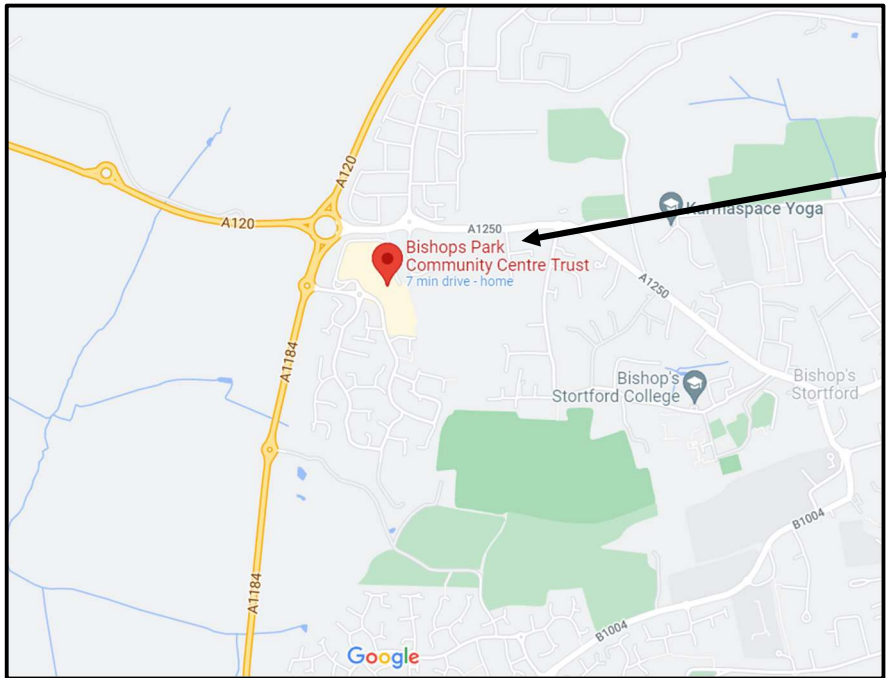 A120
A120
A1250
Karmaspace Yoga
Bishops Park
Community Centre Trust
7 min drive - home
A1250
A1184
Bishop's
Stortford College
Bishop's
Stortford
B1004
A1184
B1004
Google